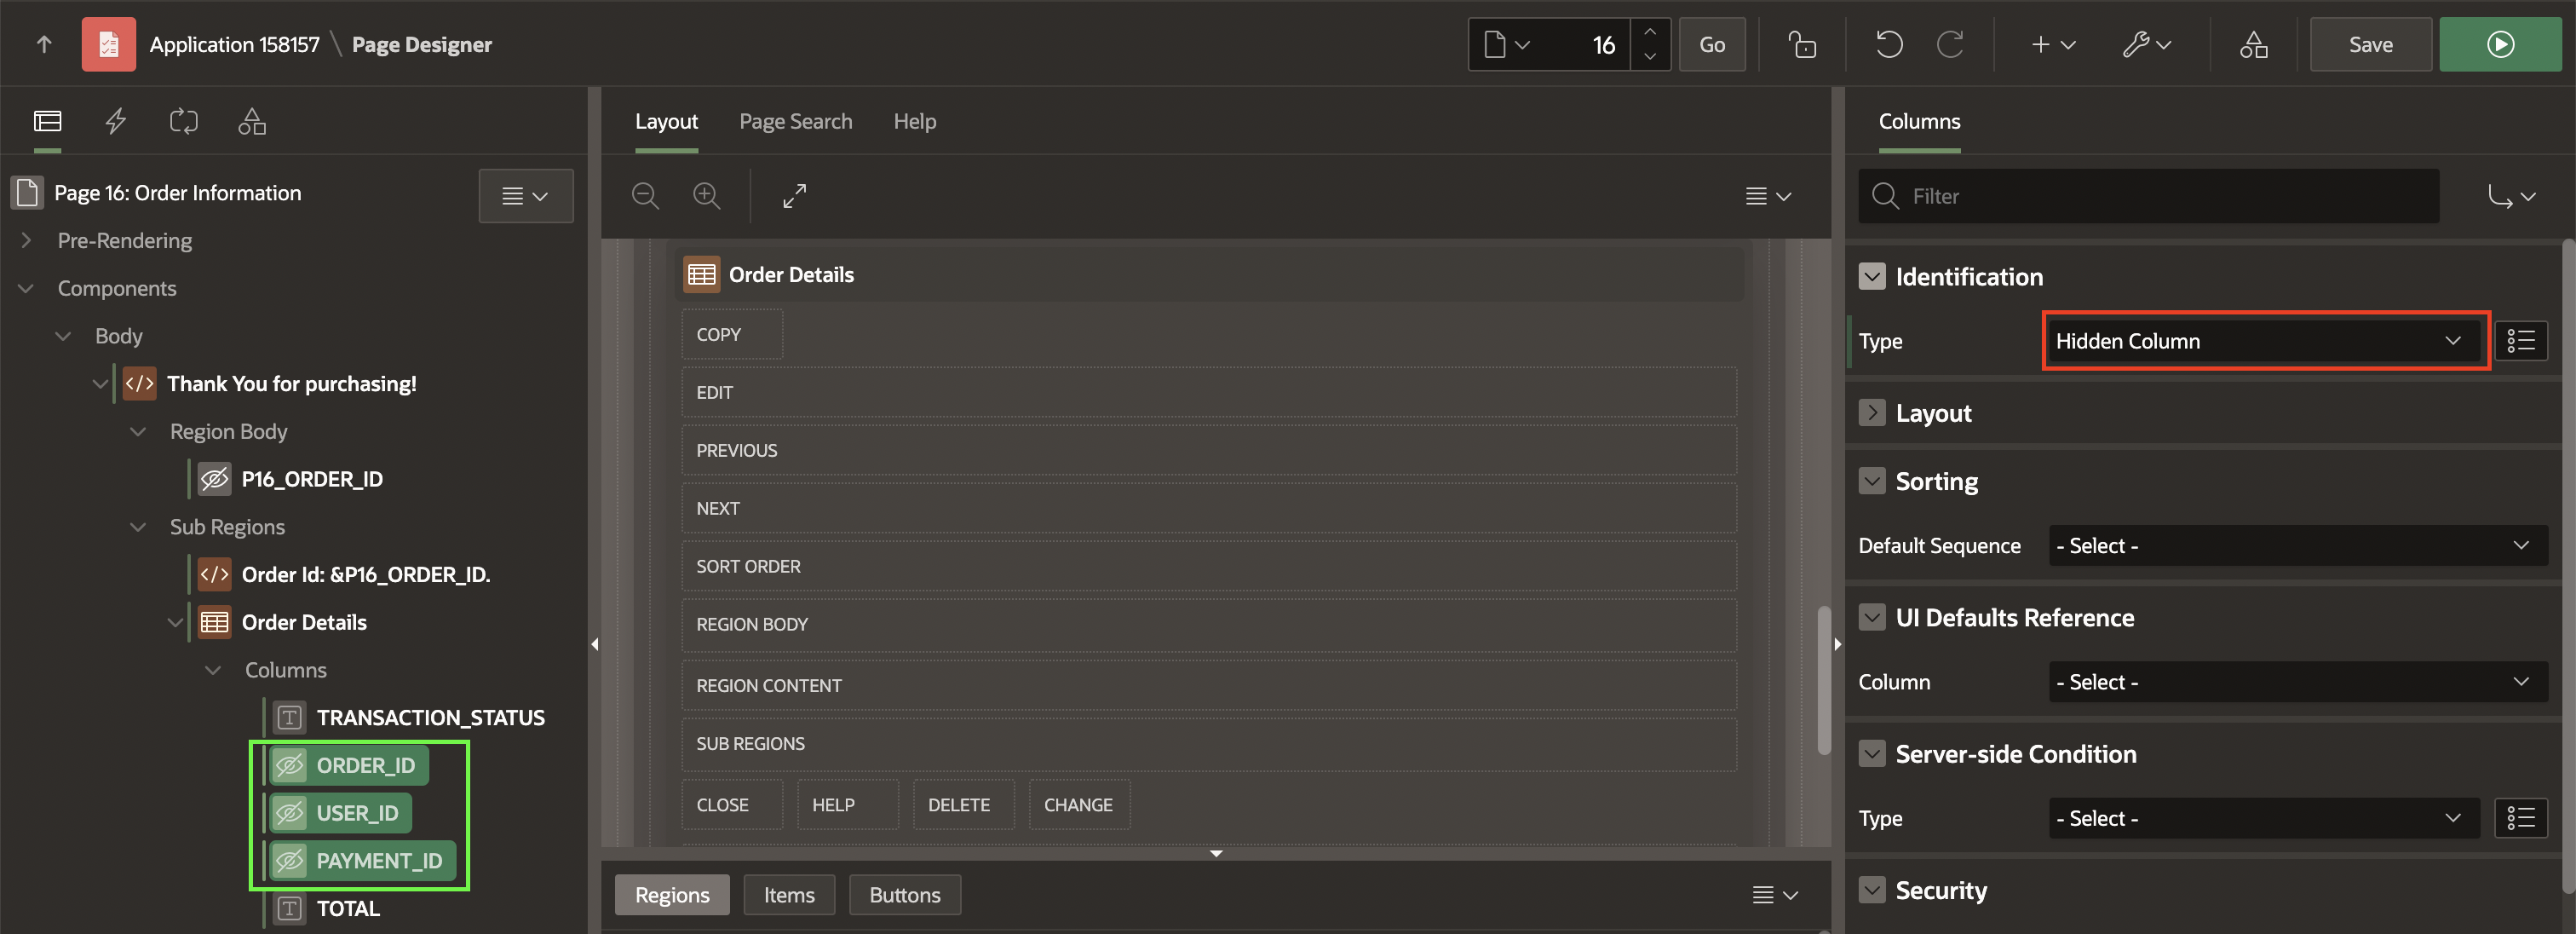 Application 158157 \ Page Designer
16
Go
Save
Page 16: Order Information
Pre-Rendering
Components
Body
</> Thank You for purchasing!
Region Body
P16_ORDER_ID
Sub Regions
</> Order Id: &P16_ORDER_ID.
Order Details
Columns
T TRANSACTION_STATUS
ORDER_ID
USER_ID
PAYMENT_ID
T TOTAL
Layout Page Search Help
Order Details
COPY
EDIT
PREVIOUS
NEXT
SORT ORDER
REGION BODY
REGION CONTENT
SUB REGIONS
CLOSE HELP DELETE CHANGE
Regions Items Buttons
Columns
Filter
Identification
Type Hidden Column
Layout
Sorting
Default Sequence - Select -
UI Defaults Reference
Column - Select -
Server-side Condition
Type - Select -
Security